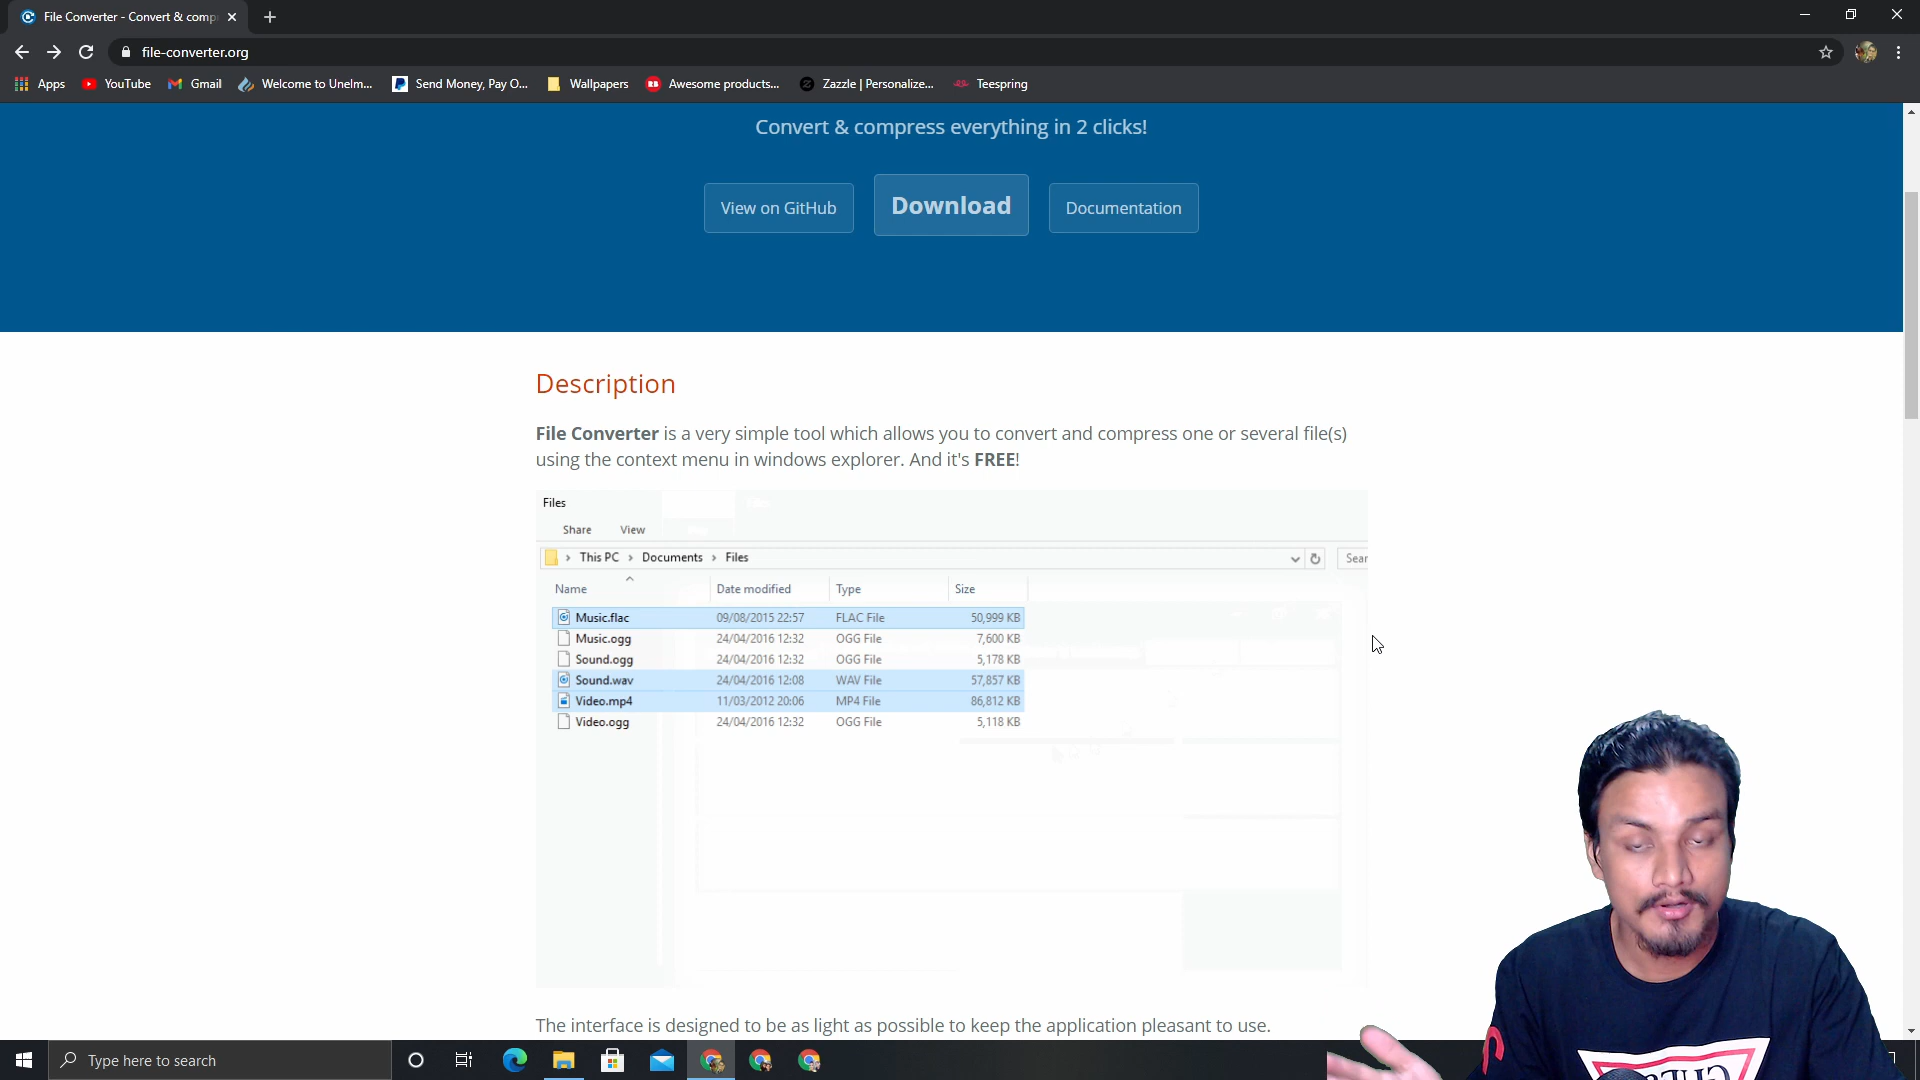 File Converter - Convert & comp
file-converter.org
Apps
YouTube
Gmail
Welcome to Unelm...
Send Money, Pay O...
Wallpapers
Awesome products...
Zazzle | Personalize...
Teespring
Convert & compress everything in 2 clicks!
View on GitHub
Download
Documentation
Description
File Converter is a very simple tool which allows you to convert and compress one or several file(s)
using the context menu in windows explorer. And it's FREE!
Files
Share View
This PC > Documents > Files
Sear
Name Date modified Type Size
Music.flac 09/08/2015 22:57 FLAC File 50,999 KB
Music.ogg 24/04/2016 12:32 OGG File 7,600 KB
Sound.ogg 24/04/2016 12:32 OGG File 5,178 KB
Sound.wav 24/04/2016 12:08 WAV File 57,857 KB
Video.mp4 11/03/2012 20:06 MP4 File 86,812 KB
Video.ogg 24/04/2016 12:32 OGG File 5,118 KB
The interface is designed to be as light as possible to keep the application pleasant to use.
Type here to search